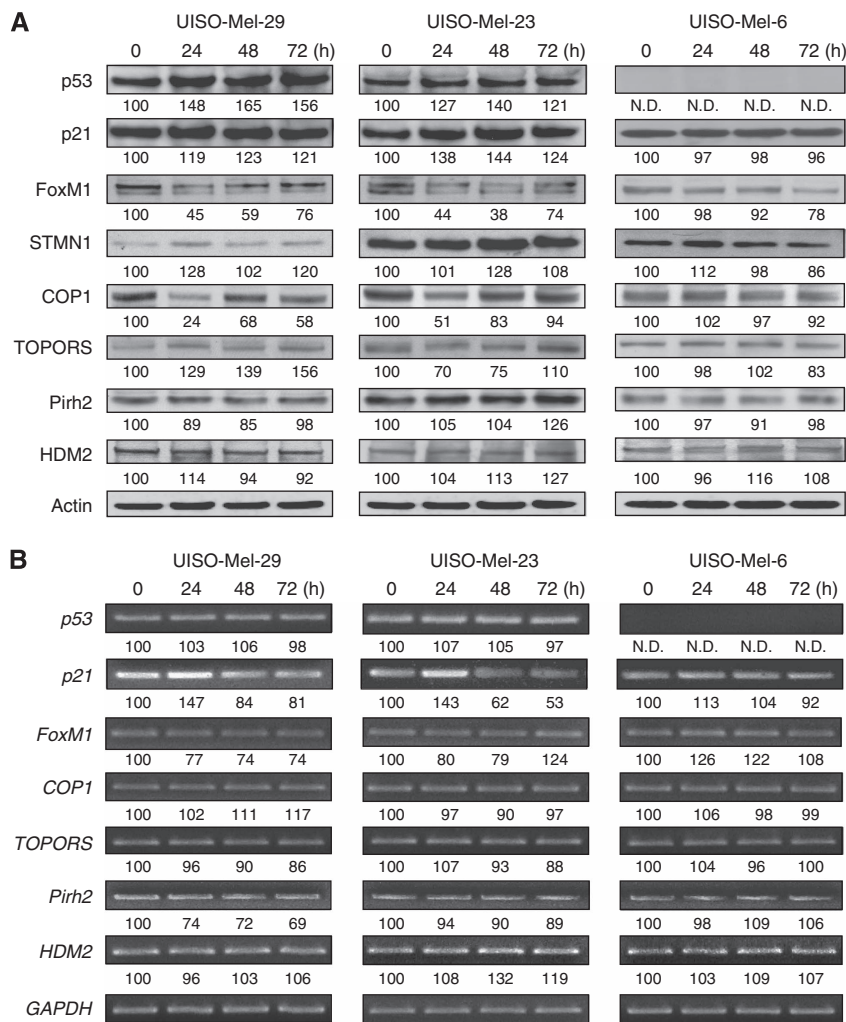 A
UISO-Mel-29 UISO-Mel-23 UISO-Mel-6
0 24 48 72 (h) 0 24 48 72 (h) 0 24 48 72 (h)
p53
100 148 165 156 127 140 121 N.D. N.D. N.D. N.D.
p21
100 119 123 121 100 138 144 124 100 97 98 96
FoxM1
100 45 59 76 100 44 38 74 100 98 92 78
STMN1
100 128 102 120 100 101 128 108 100 112 98 86
COP1
100 24 68 58 100 51 83 94 100 102 97 92
TOPORS
100 129 139 156 100 70 75 110 100 98 102 83
Pirh2
100 89 85 98 100 105 104 126 100 97 91 98
HDM2
100 114 94 92 100 104 113 127 100 96 116 108
Actin
B
UISO-Mel-29 UISO-Mel-23 UISO-Mel-6
0 24 48 72 (h) 0 24 48 72 (h) 0 24 48 72 (h)
p53
100 103 106 98 100 107 105 97 N.D. N.D. N.D. N.D.
p21
100 147 84 81 100 143 62 53 100 113 104 92
FoxM1
100 77 74 74 100 80 79 124 100 126 122 108
COP1
100 102 111 117 100 97 90 97 100 106 98 99
TOPORS
100 96 90 86 100 107 93 88 100 104 96 100
Pirh2
100 74 72 69 100 94 90 89 100 98 109 106
HDM2
100 96 103 106 100 108 132 119 100 103 109 107
GAPDH